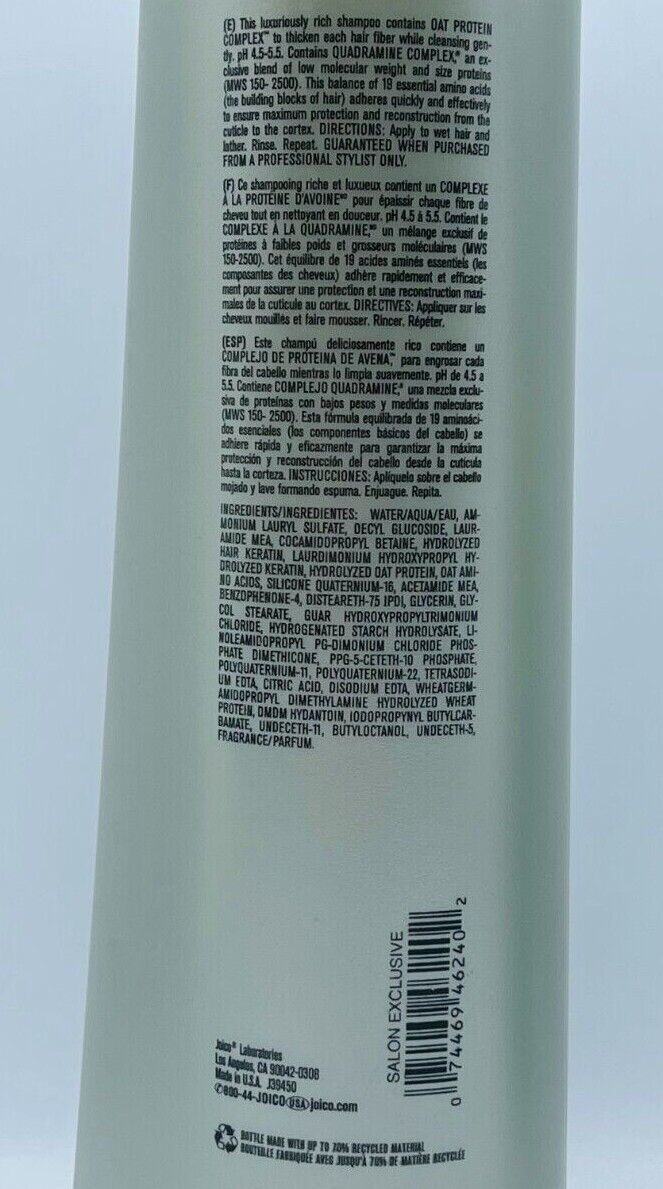 (E) This luxuriously rich shampoo contains OAT PROTEIN
COMPLEX™ to thicken each hair fiber while cleansing gen-
tly. pH 4.5-5.5. Contains QUADRAMINE COMPLEX,® an ex-
clusive blend of low molecular weight and size proteins
(MWS 150- 2500). This balance of 19 essential amino acids
(the building blocks of hair) adheres quickly and effectively
to ensure maximum protection and reconstruction from the
cuticle to the cortex. DIRECTIONS: Apply to wet hair and
lather. Rinse. Repeat. GUARANTEED WHEN PURCHASED
FROM A PROFESSIONAL STYLIST ONLY.
(F) Ce shampooing riche et luxueux contient un COMPLEXE
À LA PROTÉINE D'AVOINE™ pour épaissir chaque fibre de
cheveu tout en nettoyant en douceur. pH 4.5 à 5.5. Contient le
COMPLEXE À LA QUADRAMINE, un mélange exclusif de
protéines à faibles poids et grosseurs moléculaires (MWS
150-2500). Cet équilibre de 19 acides aminés essentiels (les
composantes des cheveux) adhère rapidement et efficace-
ment pour assurer une protection et une reconstruction maxi-
males de la cuticule au cortex. DIRECTIVES: Appliquer sur les
cheveux mouillés et faire mousser. Rincer. Répéter.
(ESP) Este champú deliciosamente rico contiene un
COMPLEJO DE PROTEINA DE AVENA,™ para engrosar cada
fibra del cabello mientras lo limpia suavemente. pH de 4.5 a
5.5. Contiene COMPLEJO QUADRAMINE,® una mezcla exclu-
siva de proteínas con bajos pesos y medidas moleculares
(MWS 150- 2500). Esta fórmula equilibrada de 19 aminoáci-
dos esenciales (los componentes básicos del cabello) se
adhiere rápida y eficazmente para garantizar la máxima
protección y reconstrucción del cabello desde la cutícula
hasta la corteza. INSTRUCCIONES: Aplíquelo sobre el cabello
mojado y lave formando espuma. Enjuague. Repita.
INGREDIENTS/INGREDIENTES: WATER/AQUA/EAU, AM-
MONIUM LAURYL SULFATE, DECYL GLUCOSIDE, LAUR-
AMIDE MEA, COCAMIDOPROPYL BETAINE, HYDROLYZED
HAIR KERATIN, LAURDIMONIUM HYDROXYPROPYL HY-
DROLYZED KERATIN, HYDROLYZED OAT PROTEIN, OAT AMI-
NO ACIDS, SILICONE QUATERNIUM-16, ACETAMIDE MEA,
BENZOPHENONE-4, DISTEARETH-75 IPDI, GLYCERIN, GLY-
COL STEARATE, GUAR HYDROXYPROPYLTRIMONIUM
CHLORIDE, HYDROGENATED STARCH HYDROLYSATE, LI-
NOLEAMIDOPROPYL PG-DIMONIUM CHLORIDE PHOS-
PHATE DIMETHICONE, PPG-5-CETETH-10 PHOSPHATE,
POLYQUATERNIUM-11, POLYQUATERNIUM-22, TETRASODI-
UM EDTA, CITRIC ACID, DISODIUM EDTA, WHEATGERM-
AMIDOPROPYL DIMETHYLAMINE HYDROLYZED WHEAT
PROTEIN, DMDM HYDANTOIN, IODOPROPYNYL BUTYLCAR-
BAMATE, UNDECETH-11, BUTYLOCTANOL, UNDECETH-5,
FRAGRANCE/PARFUM.
SALON EXCLUSIVE
0 74469 46240 2
Joico® Laboratories
Los Angeles, CA 90042-0308
Made in U.S.A. J39450
✆800-44-JOICO USA joico.com
BOTTLE MADE WITH UP TO 70% RECYCLED MATERIAL
BOUTEILLE FABRIQUÉE AVEC JUSQU'À 70% DE MATIÈRE RECYCLÉE